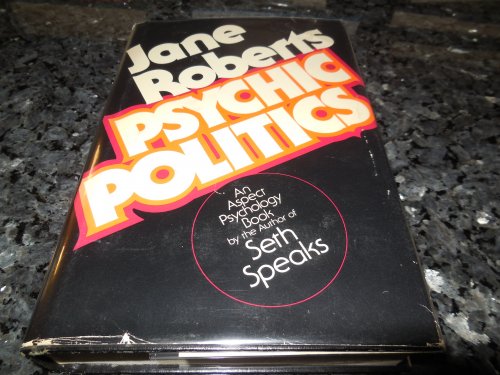 Jane
Roberts
PSYCHIC
POLITICS
An
Aspect
Psychology
Book
by the Author of
Seth
Speaks